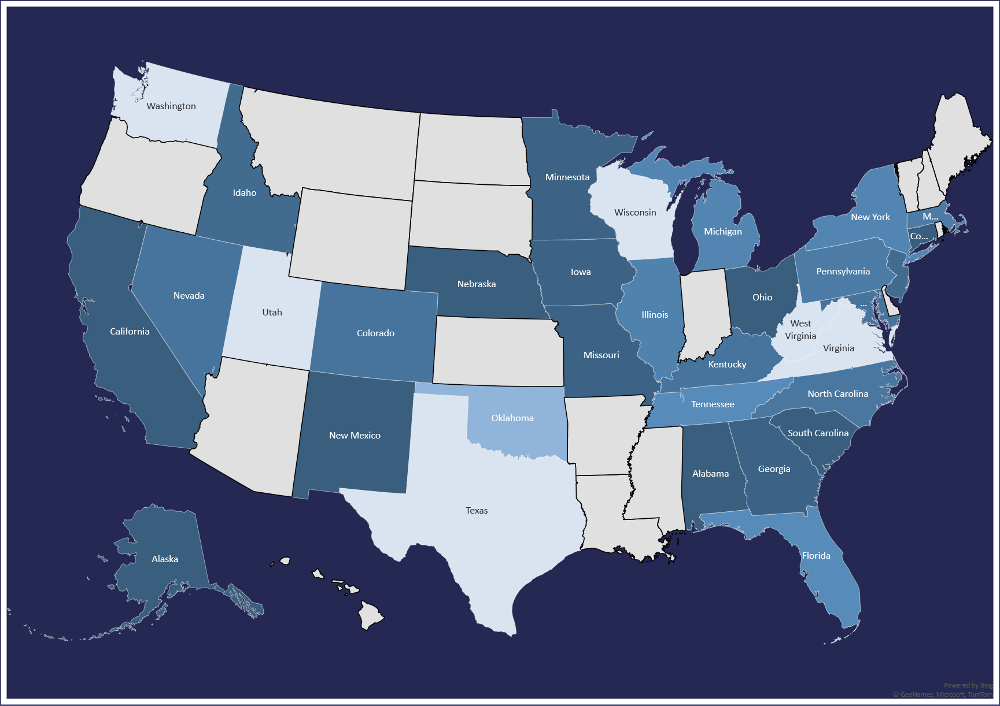 Washington
Minnesota
Idaho
Wisconsin
New York
M...
Michigan
Co...
Iowa
Pennsylvania
Nebraska
Nevada
Ohio
...
Utah
Illinois
California
Colorado
West
Virginia
Virginia
Missouri
Kentucky
North Carolina
Tennessee
Oklahoma
New Mexico
South Carolina
Georgia
Alabama
Texas
Florida
Alaska
Powered by Bing
© GeoNames, Microsoft, TomTom